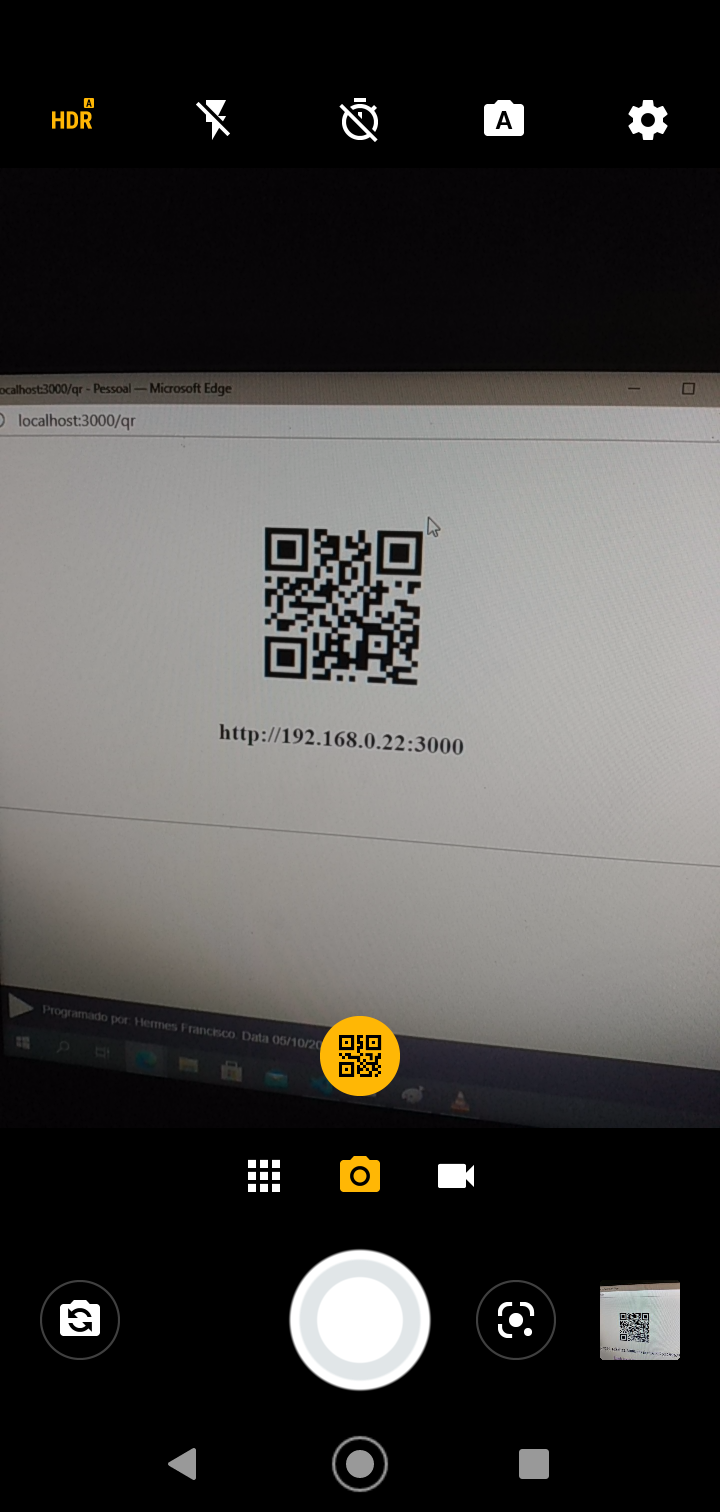 HDR
A
A
ocalhost:3000/qr - Pessoal — Microsoft Edge
localhost:3000/qr
http://192.168.0.22:3000
Programado por: Hermes Francisco. Data 05/10/20